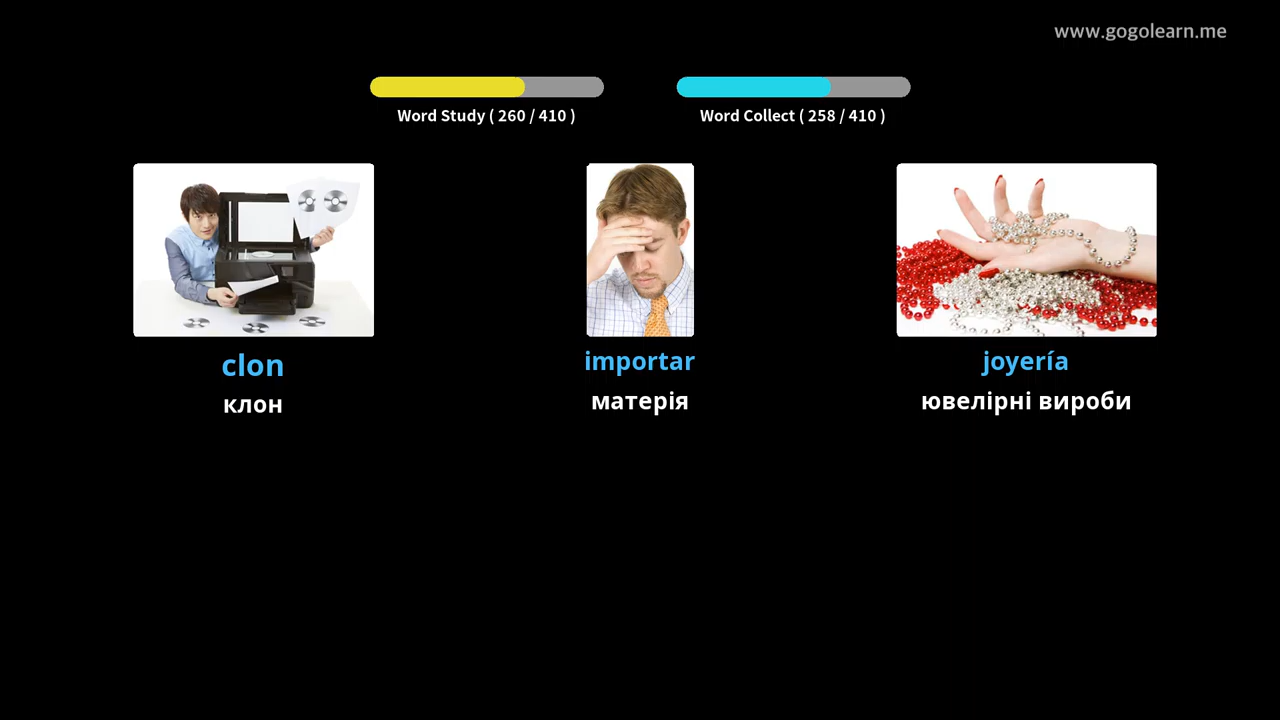 www.gogolearn.me
Word Study ( 260 / 410 )
Word Collect ( 258 / 410 )
clon
importar
joyería
клон
матерія
ювелірні вироби